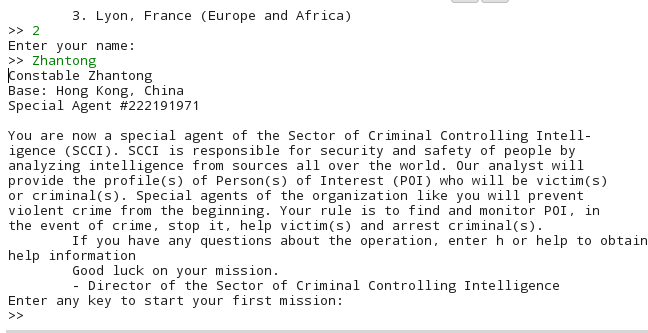 3. Lyon, France (Europe and Africa)
>> 2
Enter your name:
>> Zhantong
Constable Zhantong
Base: Hong Kong, China
Special Agent #222191971
You are now a special agent of the Sector of Criminal Controlling Intell-
igence (SCCI). SCCI is responsible for security and safety of people by
analyzing intelligence from sources all over the world. Our analyst will
provide the profile(s) of Person(s) of Interest (POI) who will be victim(s)
or criminal(s). Special agents of the organization like you will prevent
violent crime from the beginning. Your rule is to find and monitor POI, in
the event of crime, stop it, help victim(s) and arrest criminal(s).
If you have any questions about the operation, enter h or help to obtain
help information
Good luck on your mission.
- Director of the Sector of Criminal Controlling Intelligence
Enter any key to start your first mission:
>>